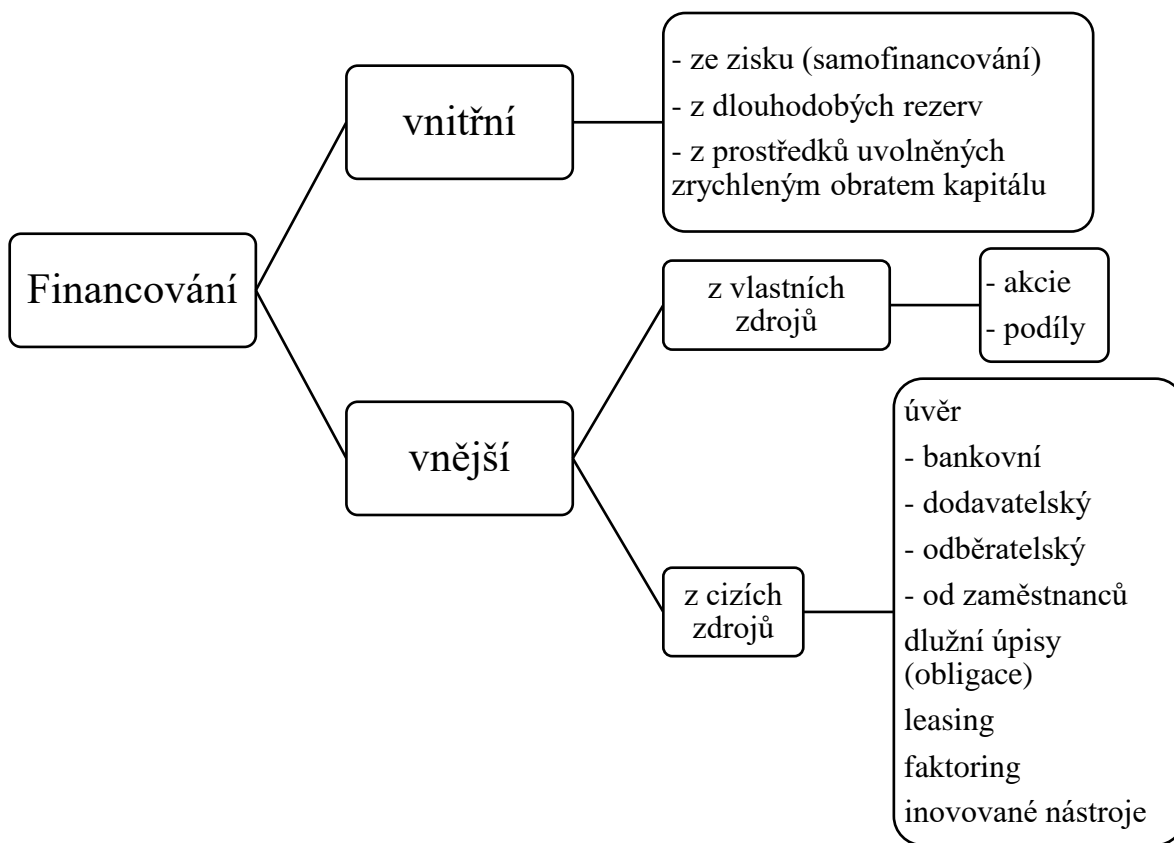 Financování
vnitřní
- ze zisku (samofinancování)
- z dlouhodobých rezerv
- z prostředků uvolněných
zrychleným obratem kapitálu
vnější
z vlastních
zdrojů
- akcie
- podíly
z cizích
zdrojů
úvěr
- bankovní
- dodavatelský
- odběratelský
- od zaměstnanců
dlužní úpisy
(obligace)
leasing
faktoring
inovované nástroje